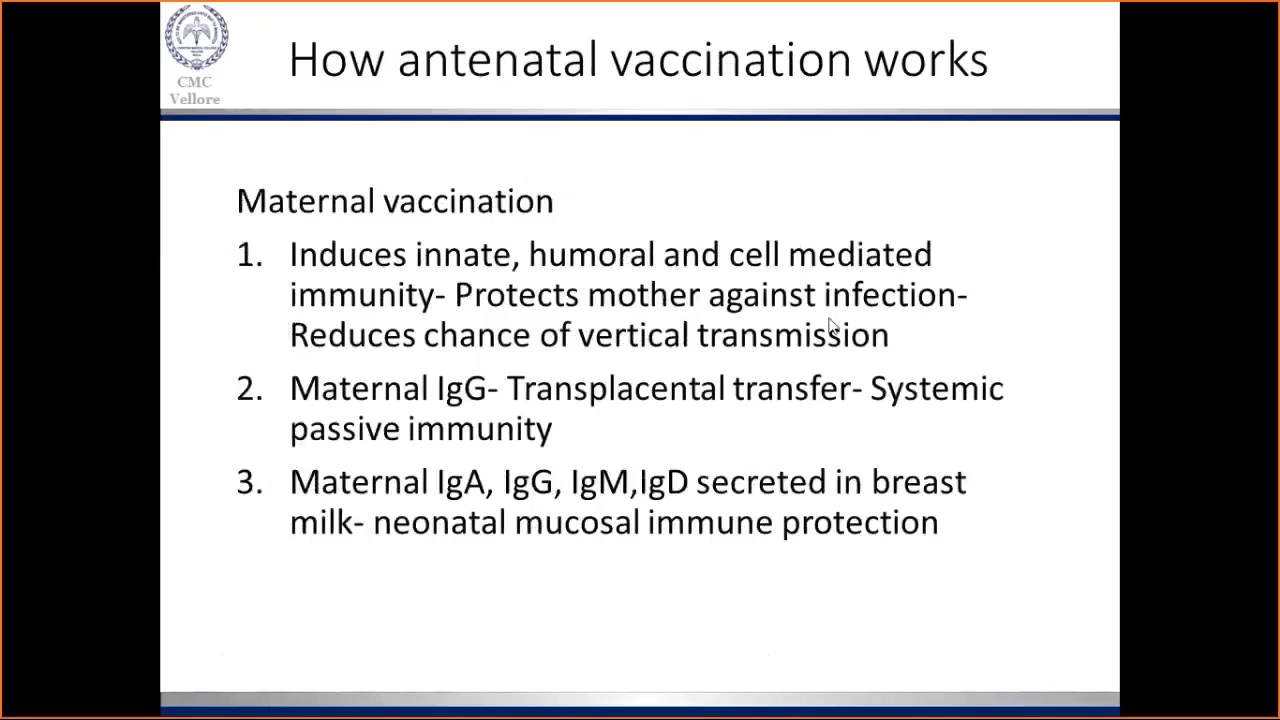 CMC
Vellore
How antenatal vaccination works
Maternal vaccination
1. Induces innate, humoral and cell mediated
immunity- Protects mother against infection-
Reduces chance of vertical transmission
2. Maternal IgG- Transplacental transfer- Systemic
passive immunity
3. Maternal IgA, IgG, IgM,IgD secreted in breast
milk- neonatal mucosal immune protection